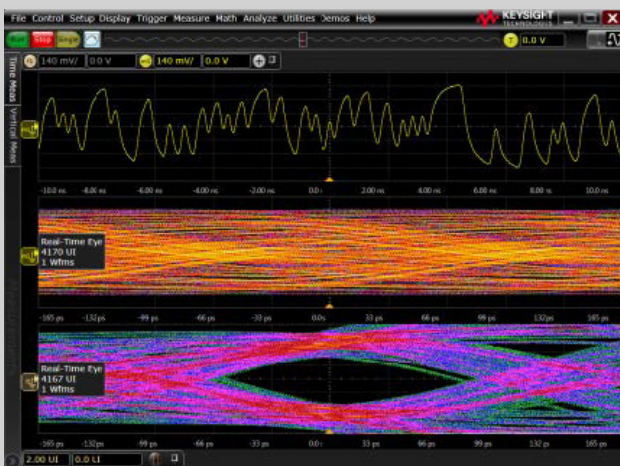 File Control Setup Display Trigger Measure Math Analyze Utilities Demos Help
KEYSIGHT
TECHNOLOGIES
Run Stop Single
T 0.0 V
140 mV/ 0.0 V 140 mV/ 0.0 V
Time Meas
Vertical Meas
-10.0 ns -8.00 ns -6.00 ns -4.00 ns -2.00 ns 0.0 s 2.00 ns 4.00 ns 6.00 ns 8.00 ns 10.0 ns
Real-Time Eye
4170 UI
1 Wfms
-165 ps -132 ps -99 ps -66 ps 0.0 s 33 ps 66 ps 99 ps 132 ps 165 ps
Real-Time Eye
4167 UI
1 Wfms
-165 ps -132 ps -99 ps -66 ps 0.0 s 33 ps 66 ps 99 ps 132 ps 165 ps
2.00 UI 0.0 UI